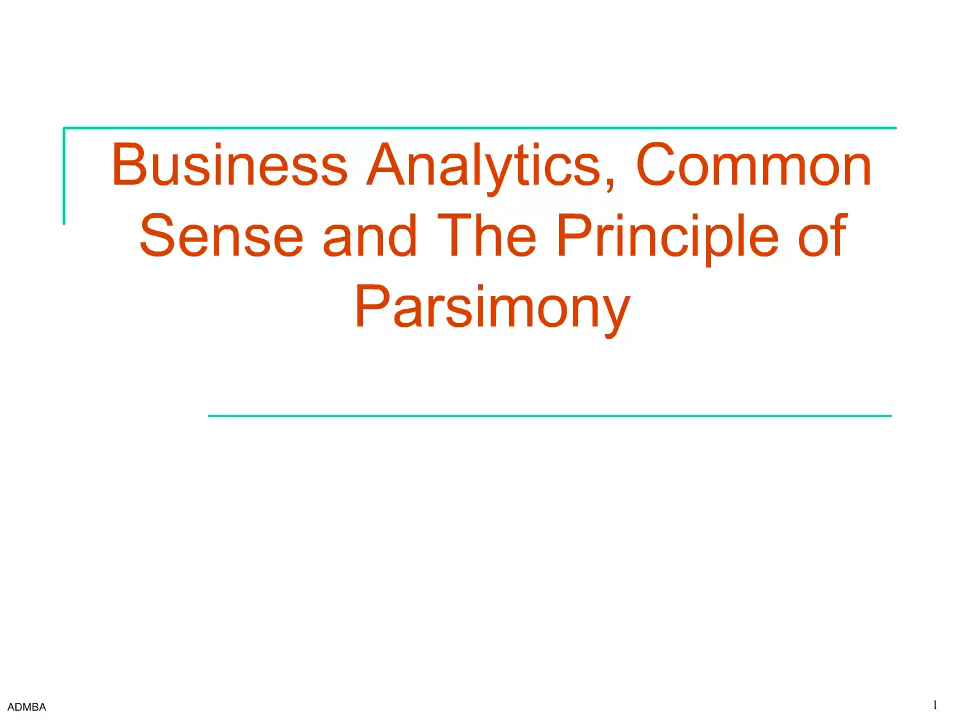 Business Analytics, Common
Sense and The Principle of
Parsimony
ADMBA
1